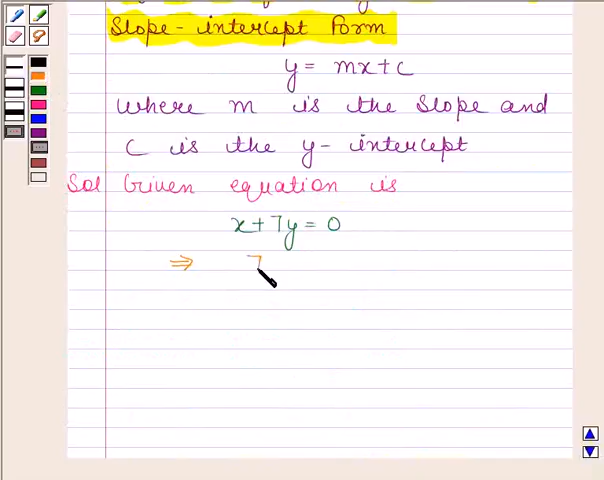 Slope-intercept Form
y = mx+c
where m is the slope and
c is the y-intercept
Sol Given equation is
x+7y=0
⇒ 7